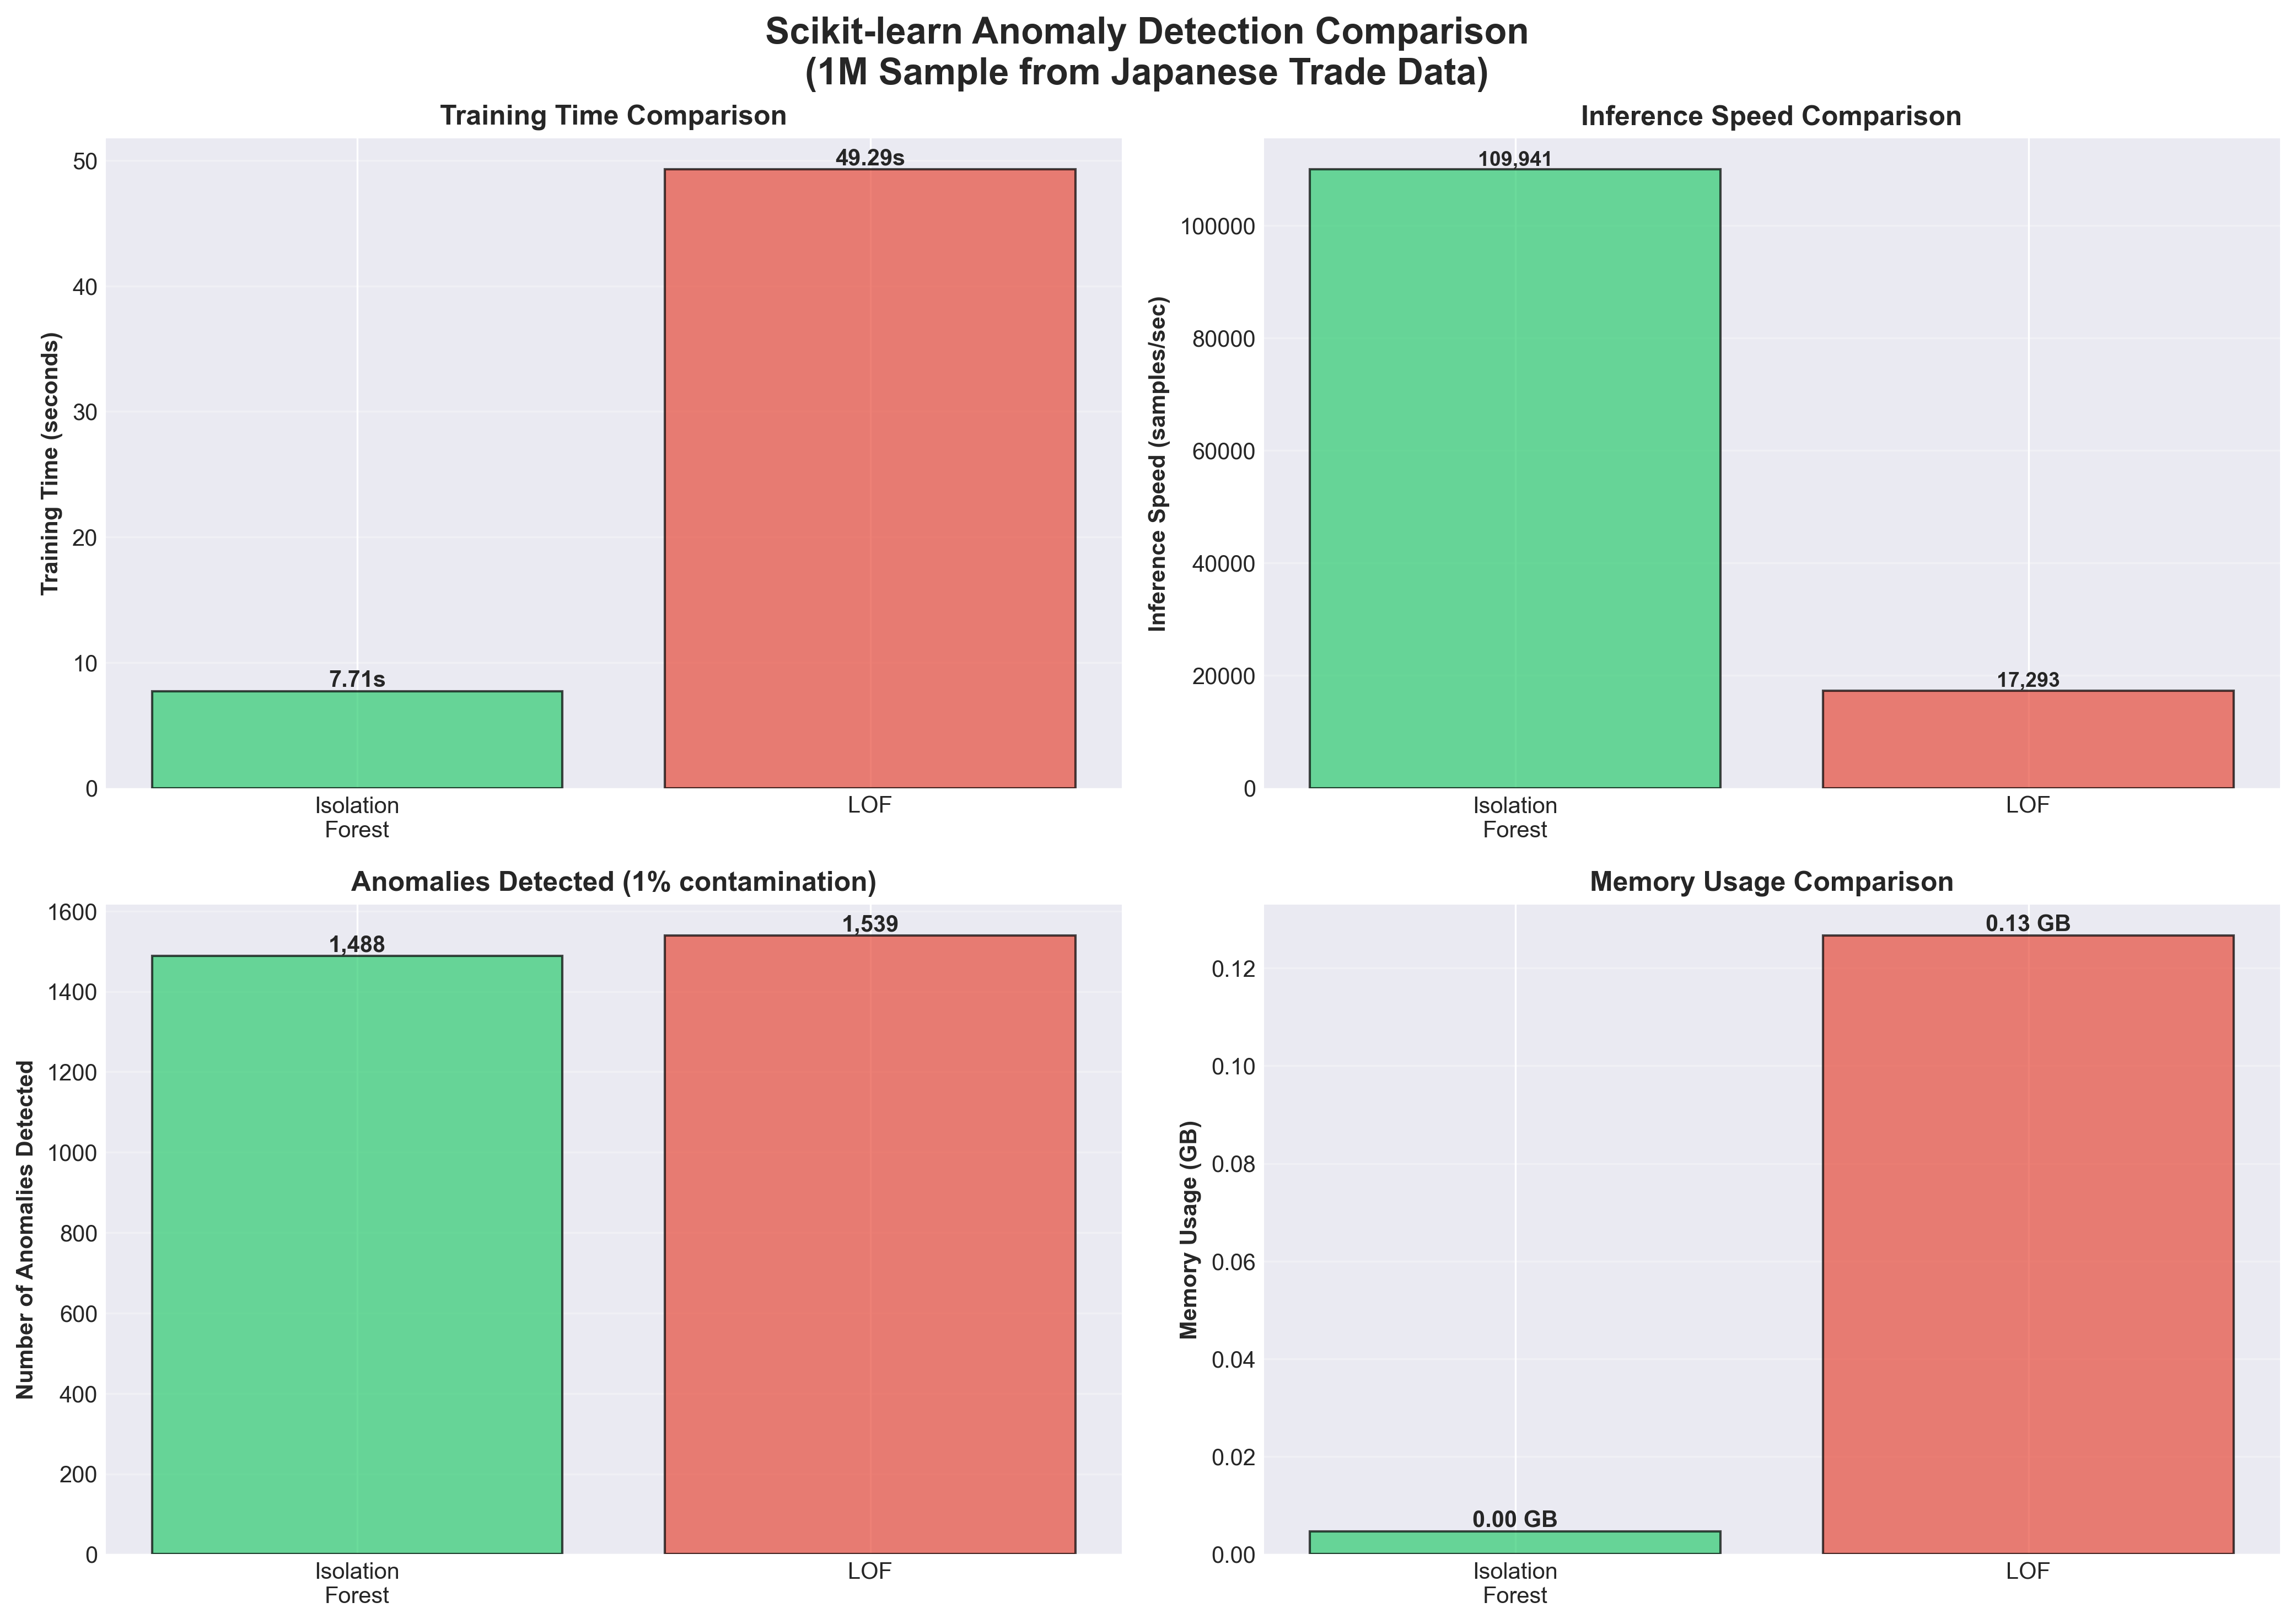 Scikit-learn Anomaly Detection Comparison
(1M Sample from Japanese Trade Data)
Training Time Comparison
Training Time (seconds)
50
40
30
20
10
0
49.29s
7.71s
Isolation
Forest
LOF
Inference Speed Comparison
Inference Speed (samples/sec)
100000
80000
60000
40000
20000
0
109,941
17,293
Isolation
Forest
LOF
Anomalies Detected (1% contamination)
Number of Anomalies Detected
1600
1400
1200
1000
800
600
400
200
0
1,488
1,539
Isolation
Forest
LOF
Memory Usage Comparison
Memory Usage (GB)
0.12
0.10
0.08
0.06
0.04
0.02
0.00
0.13 GB
0.00 GB
Isolation
Forest
LOF